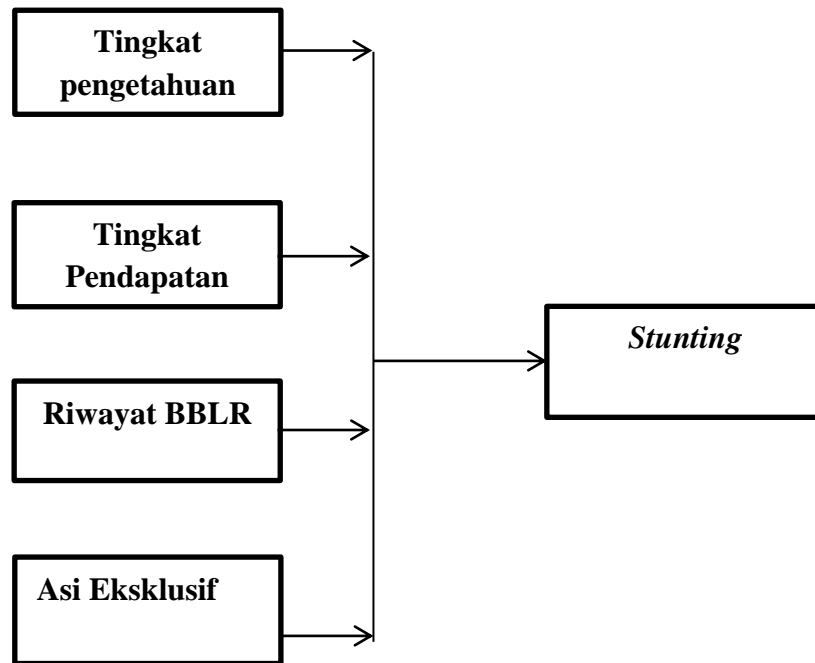 Tingkat
pengetahuan
Tingkat
Pendapatan
Stunting
Riwayat BBLR
Asi Eksklusif